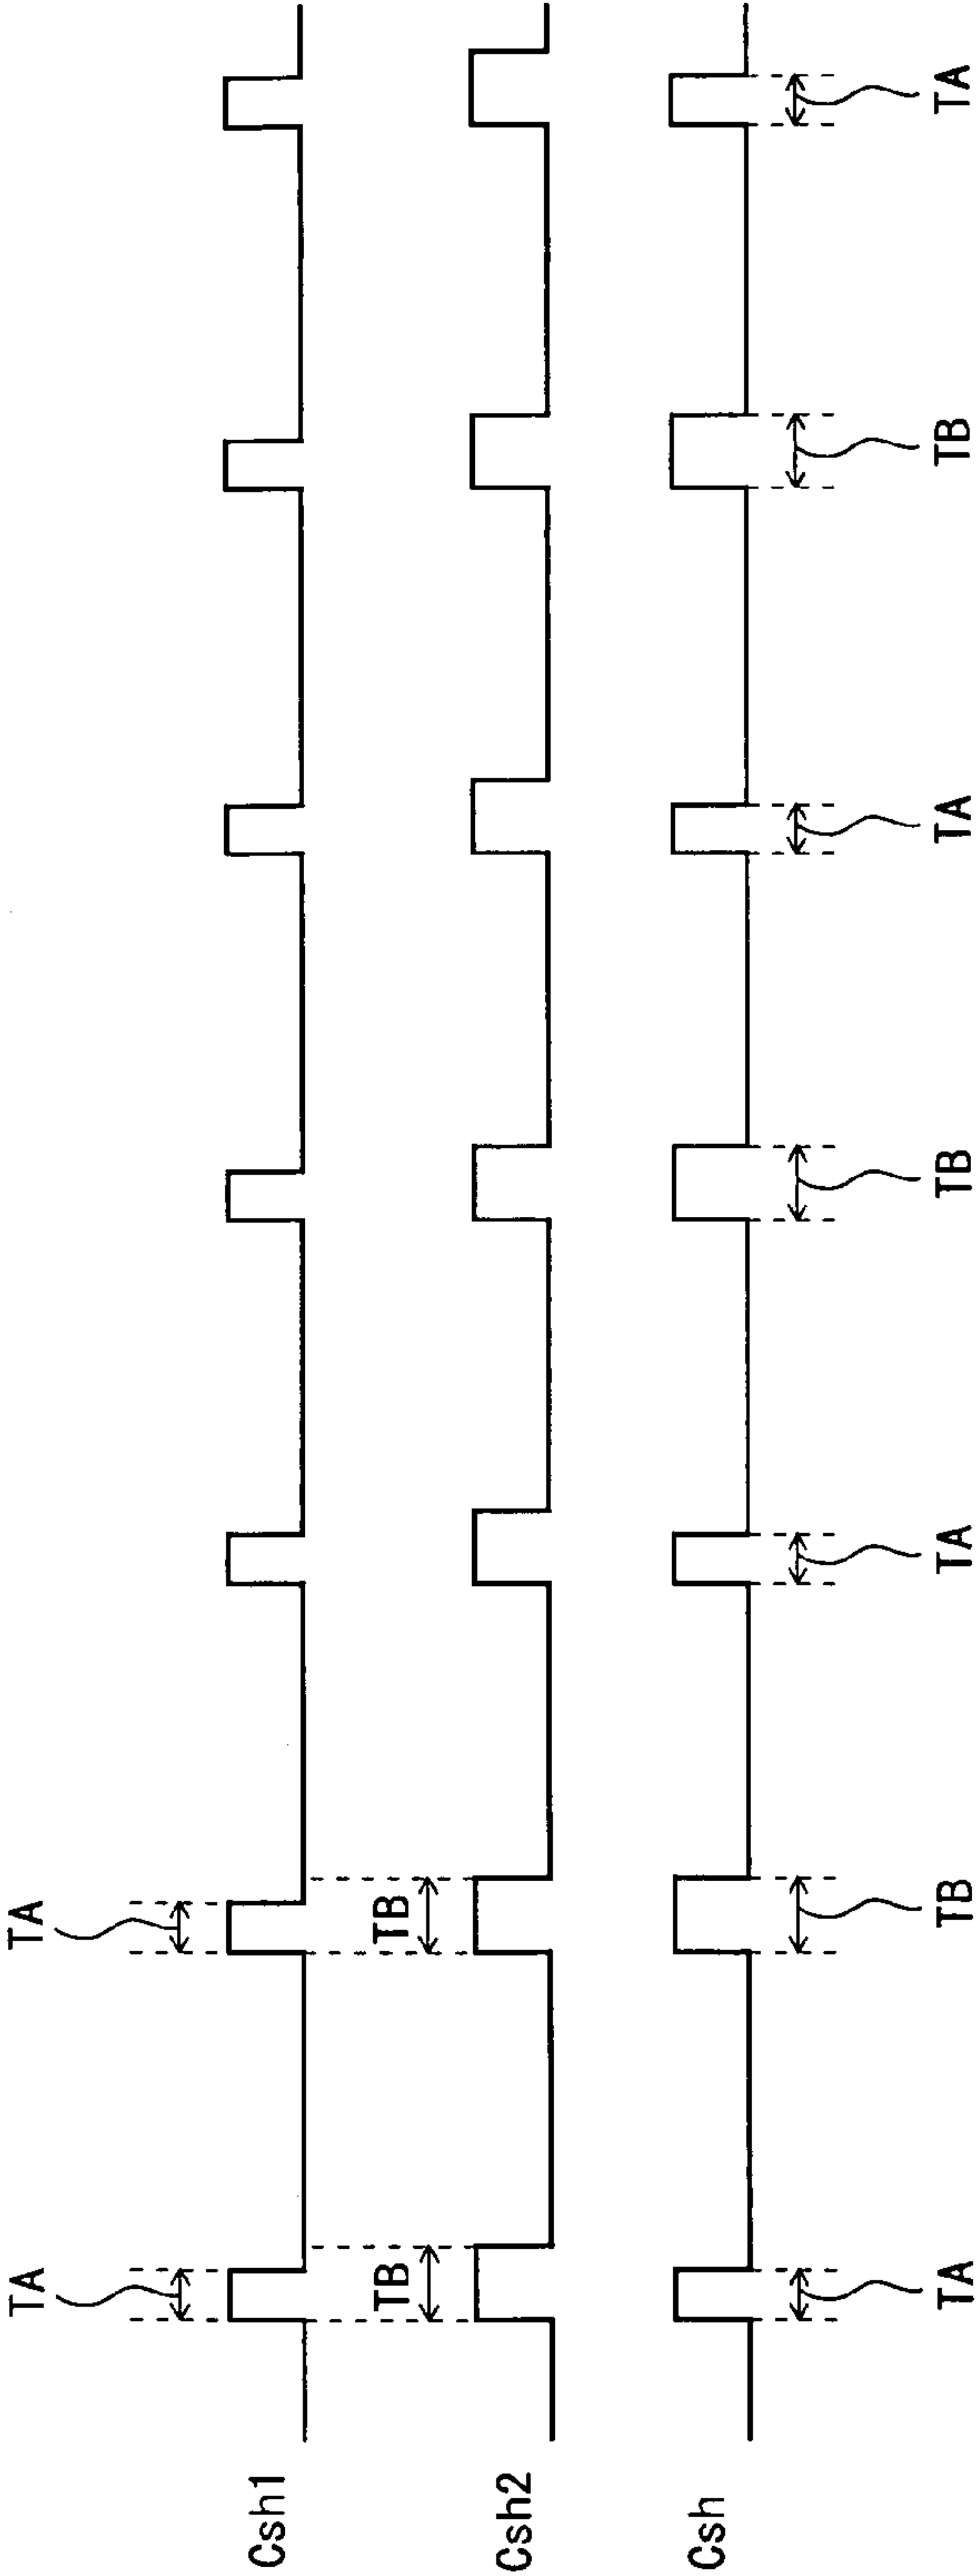 TA TA
Csh1
TB TB
Csh2
Csh
TA TB TA TB TA TB TA